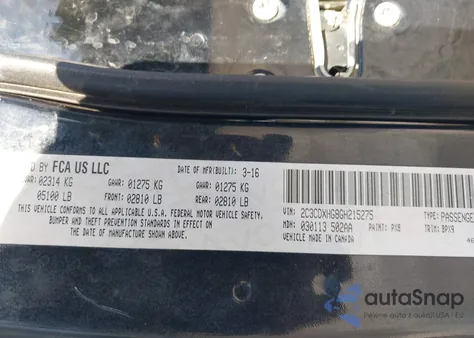 D BY FCA US LLC
DATE OF MFR(BUILT): 3-16
WR: 02314 KG GAWR: 01275 KG GAWR: 01275 KG
05100 LB FRONT: 02810 LB REAR: 02810 LB
THIS VEHICLE CONFORMS TO ALL APPLICABLE U.S.A. FEDERAL MOTOR VEHICLE SAFETY,
BUMPER AND THEFT PREVENTION STANDARDS IN EFFECT ON
THE DATE OF MANUFACTURE SHOWN ABOVE.
VIN: 2C3CDXHG8GH215275 TYPE: PASSENGE
MDH: 030113 502AA PAINT: PX8 TRIM: BPX9
VEHICLE MADE IN CANADA
autoSnap